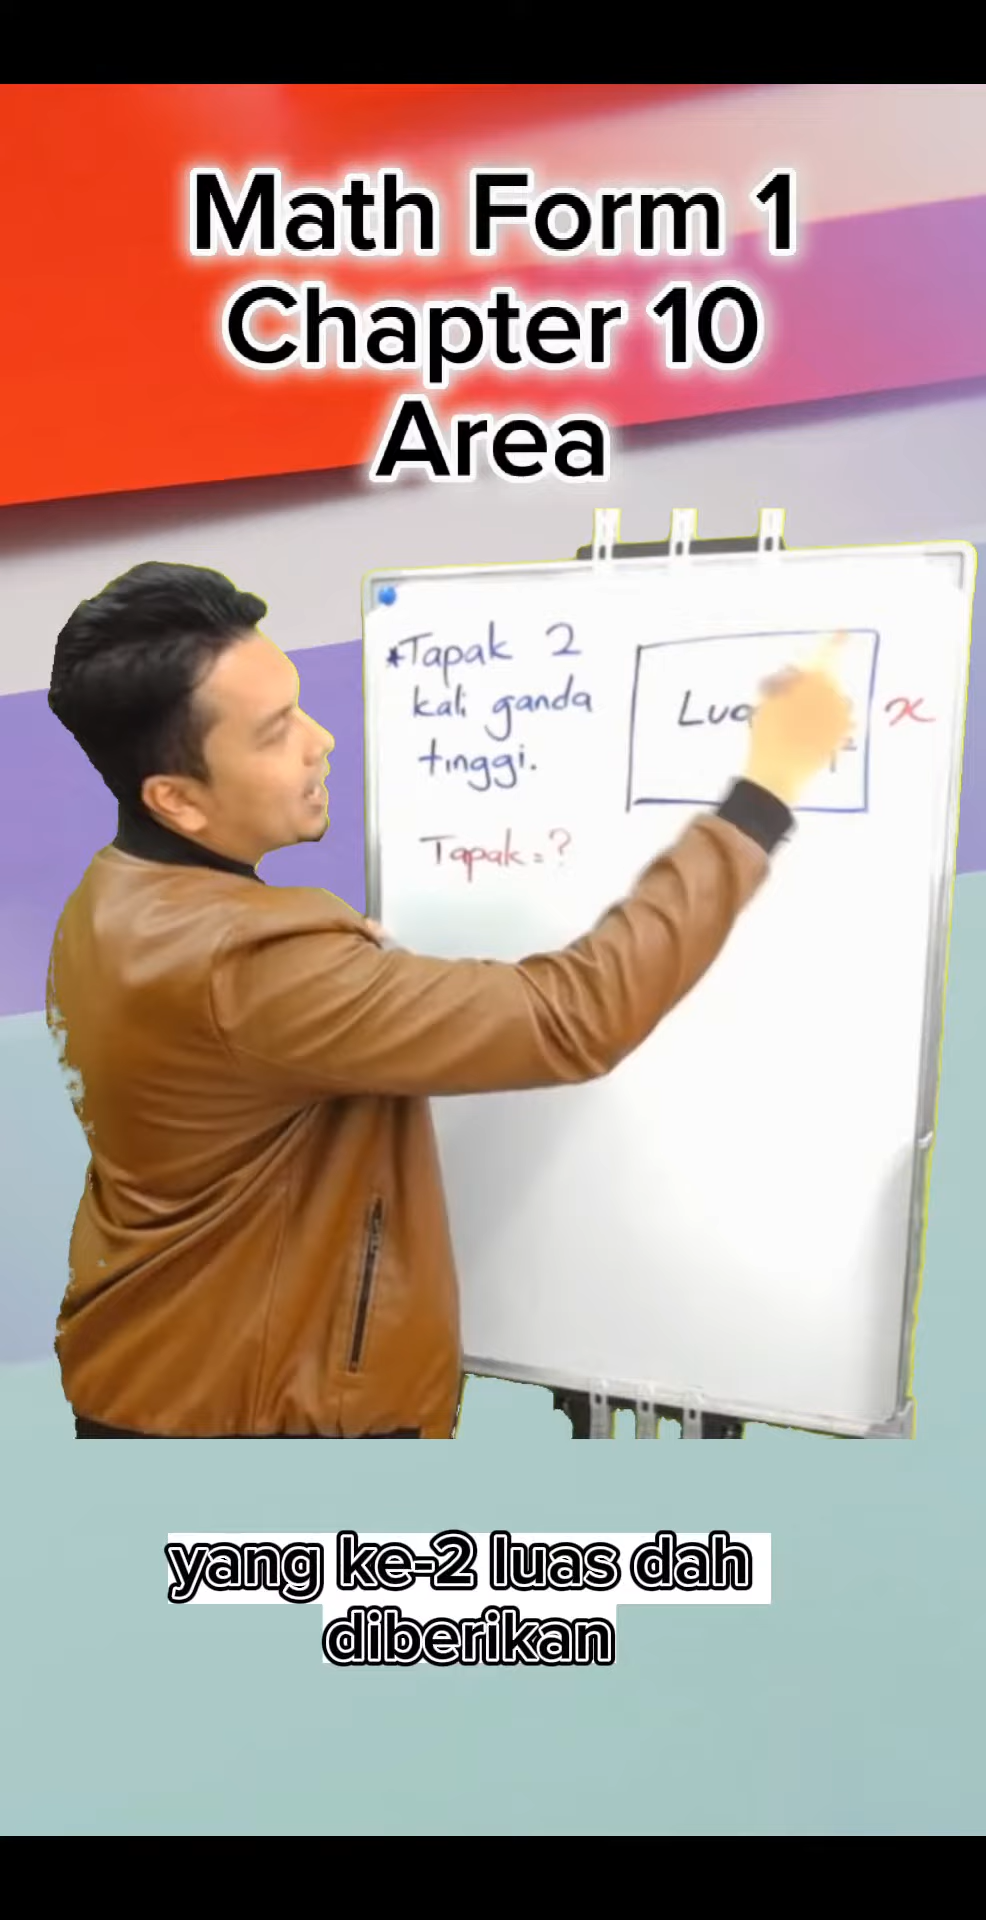 Math Form 1
Chapter 10
Area
*Tapak 2
kali ganda
tinggi.
Tapak = ?
x
yang ke-2 luas dah
diberikan